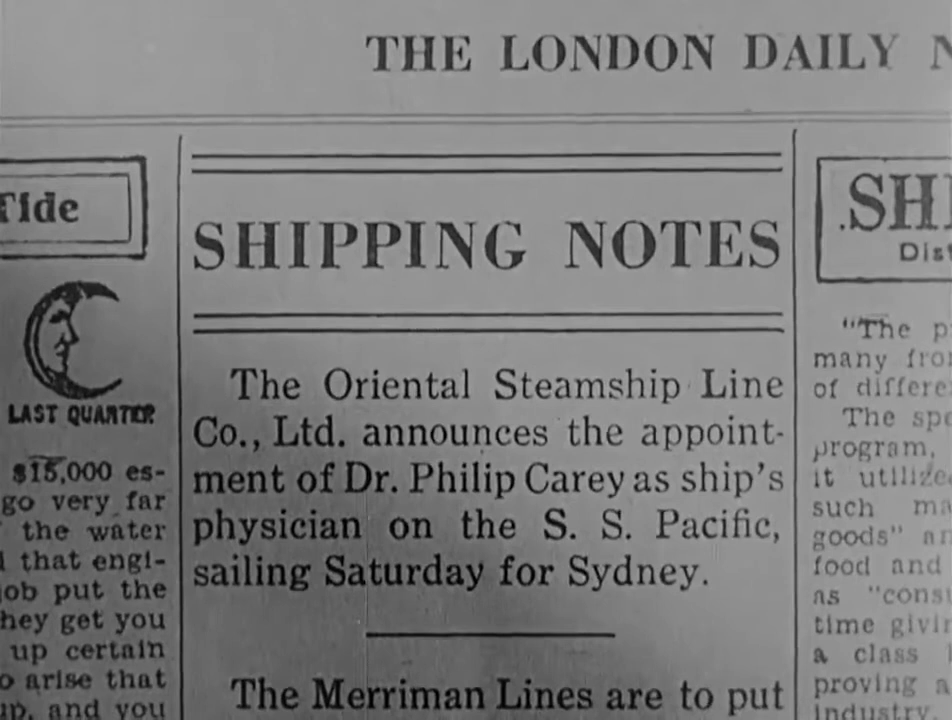 THE LONDON DAILY
Tide
LAST QUARTER
$15,000 es-
go very far
the water
that engi-
job put the
they get you
up certain
arise that
up, and you
SHIPPING NOTES
The Oriental Steamship Line
Co., Ltd. announces the appoint-
ment of Dr. Philip Carey as ship's
physician on the S. S. Pacific,
sailing Saturday for Sydney.
The Merriman Lines are to put
Dist
"The
many from
of differe
The
program,
it utilize
such
goods"
food and
as
time
a class
proving
industry